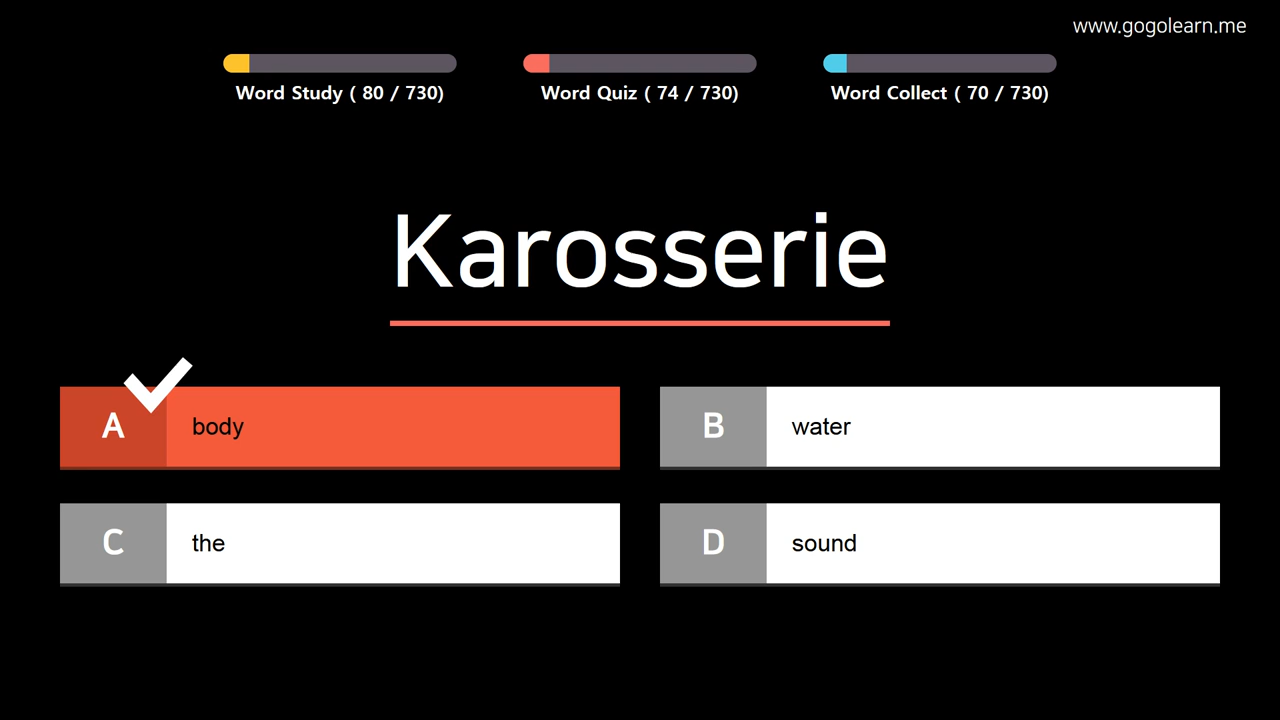 www.gogolearn.me
Word Study ( 80 / 730)
Word Quiz ( 74 / 730)
Word Collect ( 70 / 730)
Karosserie
A body
B water
C the
D sound